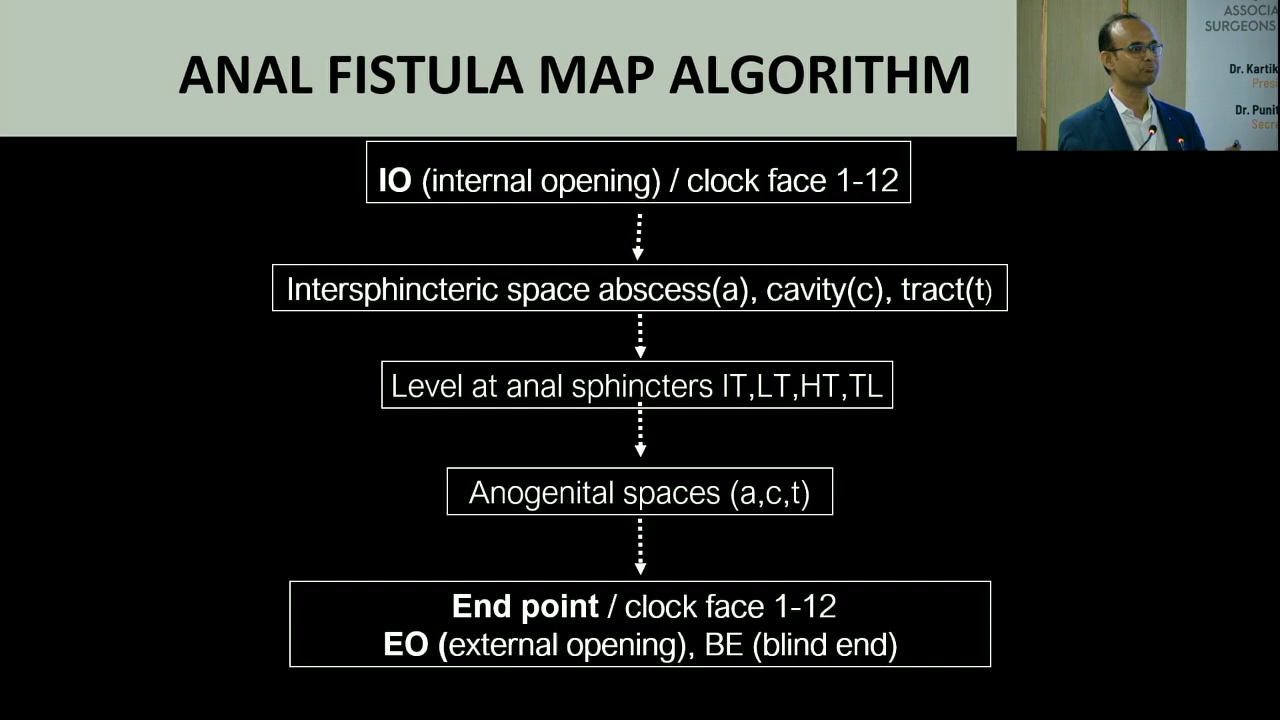 ANAL FISTULA MAP ALGORITHM
ASSOCIA
SURGEONS
Dr. Kartik
Presi
Dr. Punit
Secre
IO (internal opening) / clock face 1-12
Intersphincteric space abscess(a), cavity(c), tract(t)
Level at anal sphincters IT,LT,HT,TL
Anogenital spaces (a,c,t)
End point / clock face 1-12
EO (external opening), BE (blind end)